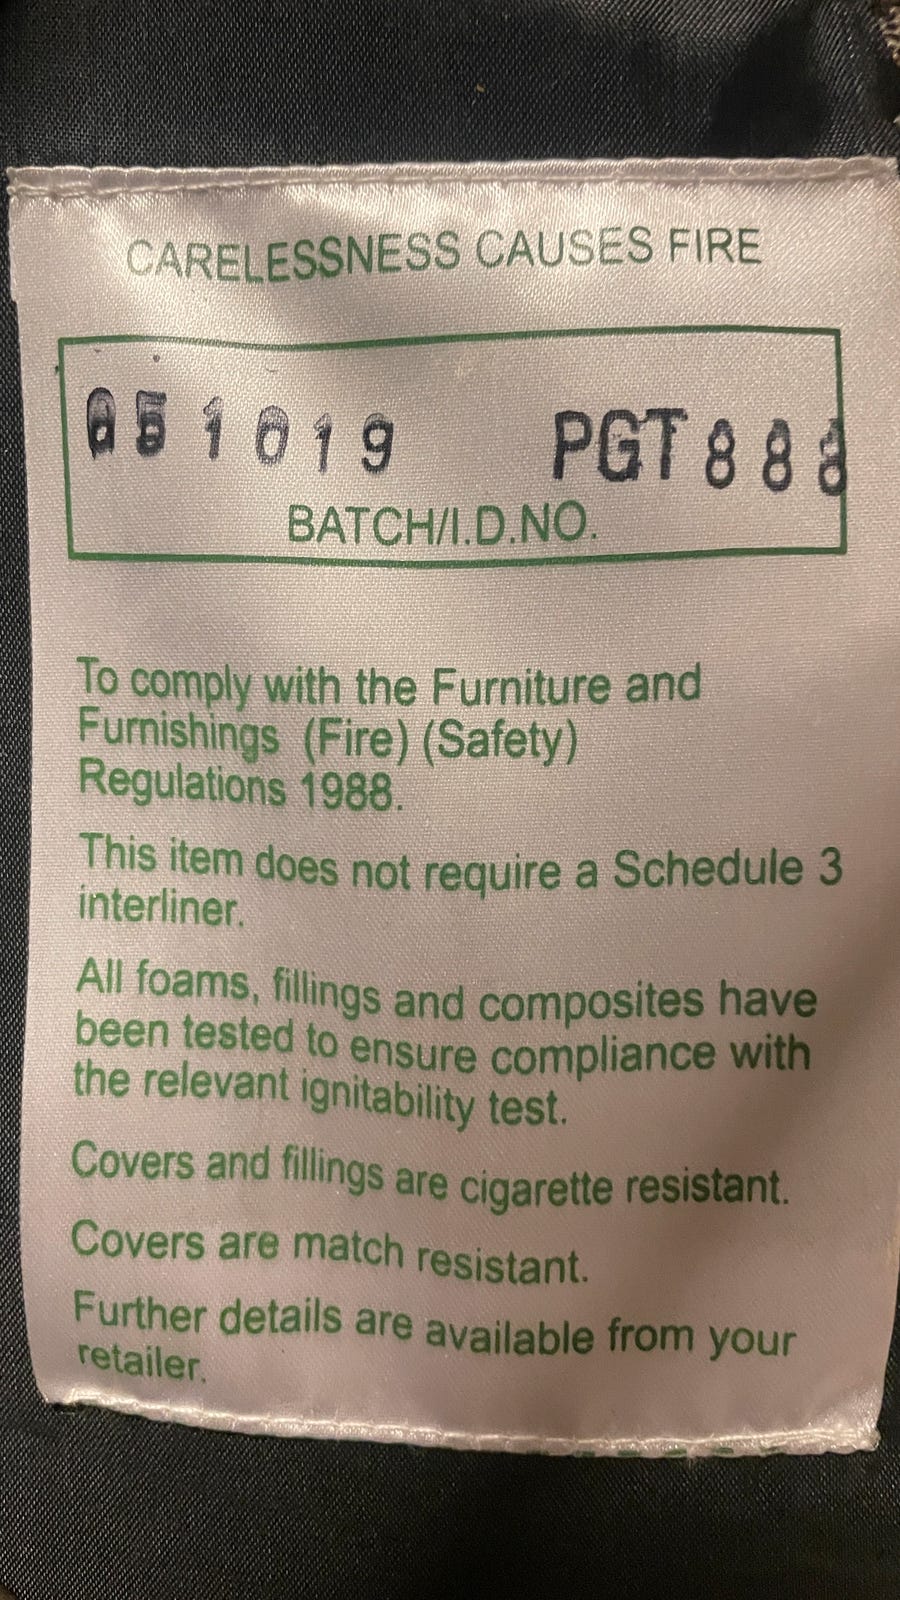 CARELESSNESS CAUSES FIRE
051019 PGT888
BATCH/I.D.NO.
To comply with the Furniture and
Furnishings (Fire) (Safety)
Regulations 1988.
This item does not require a Schedule 3
interliner.
All foams, fillings and composites have
been tested to ensure compliance with
the relevant ignitability test.
Covers and fillings are cigarette resistant.
Covers are match resistant.
Further details are available from your
retailer.